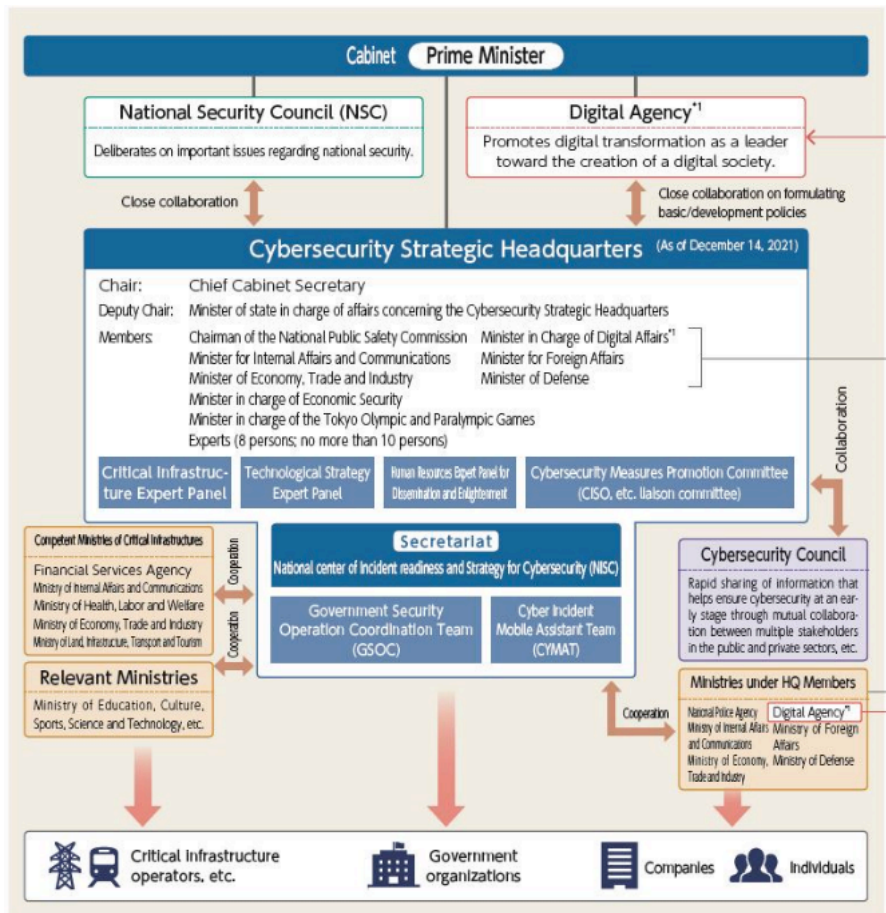 Cabinet Prime Minister
National Security Council (NSC)
Deliberates on important issues regarding national security.
Digital Agency*1
Promotes digital transformation as a leader
toward the creation of a digital society.
Close collaboration
Close collaboration on formulating
basic/development policies
Cybersecurity Strategic Headquarters (As of December 14, 2021)
Chair: Chief Cabinet Secretary
Deputy Chair: Minister of state in charge of affairs concerning the Cybersecurity Strategic Headquarters
Members: Chairman of the National Public Safety Commission
Minister for Internal Affairs and Communications
Minister of Economy, Trade and Industry
Minister in charge of Economic Security
Minister in charge of the Tokyo Olympic and Paralympic Games
Experts (8 persons; no more than 10 persons)
Minister in Charge of Digital Affairs*1
Minister for Foreign Affairs
Minister of Defense
Critical Infrastruc-
ture Expert Panel
Technological Strategy
Expert Panel
Human Resources Expert Panel for
Dissemination and Enlightenment
Cybersecurity Measures Promotion Committee
(CISO, etc. liaison committee)
Collaboration
Secretariat
National center of Incident readiness and Strategy for Cybersecurity (NISC)
Government Security
Operation Coordination Team
(GSOC)
Cyber Incident
Mobile Assistant Team
(CYMAT)
Competent Ministries of Critical Infrastructures
Financial Services Agency
Ministry of Internal Affairs and Communications
Ministry of Health, Labor and Welfare
Ministry of Economy, Trade and Industry
Ministry of Land, Infrastructure, Transport and Tourism
Cooperation
Cooperation
Relevant Ministries
Ministry of Education, Culture,
Sports, Science and Technology, etc.
Cybersecurity Council
Rapid sharing of information that
helps ensure cybersecurity at an ear-
ly stage through mutual collabora-
tion between multiple stakeholders
in the public and private sectors, etc.
Cooperation
Ministries under HQ Members
National Police Agency
Ministry of Internal Affairs
and Communications
Ministry of Economy,
Trade and Industry
Digital Agency*1
Ministry of Foreign
Affairs
Ministry of Defense
Critical infrastructure
operators, etc.
Government
organizations
Companies
Individuals